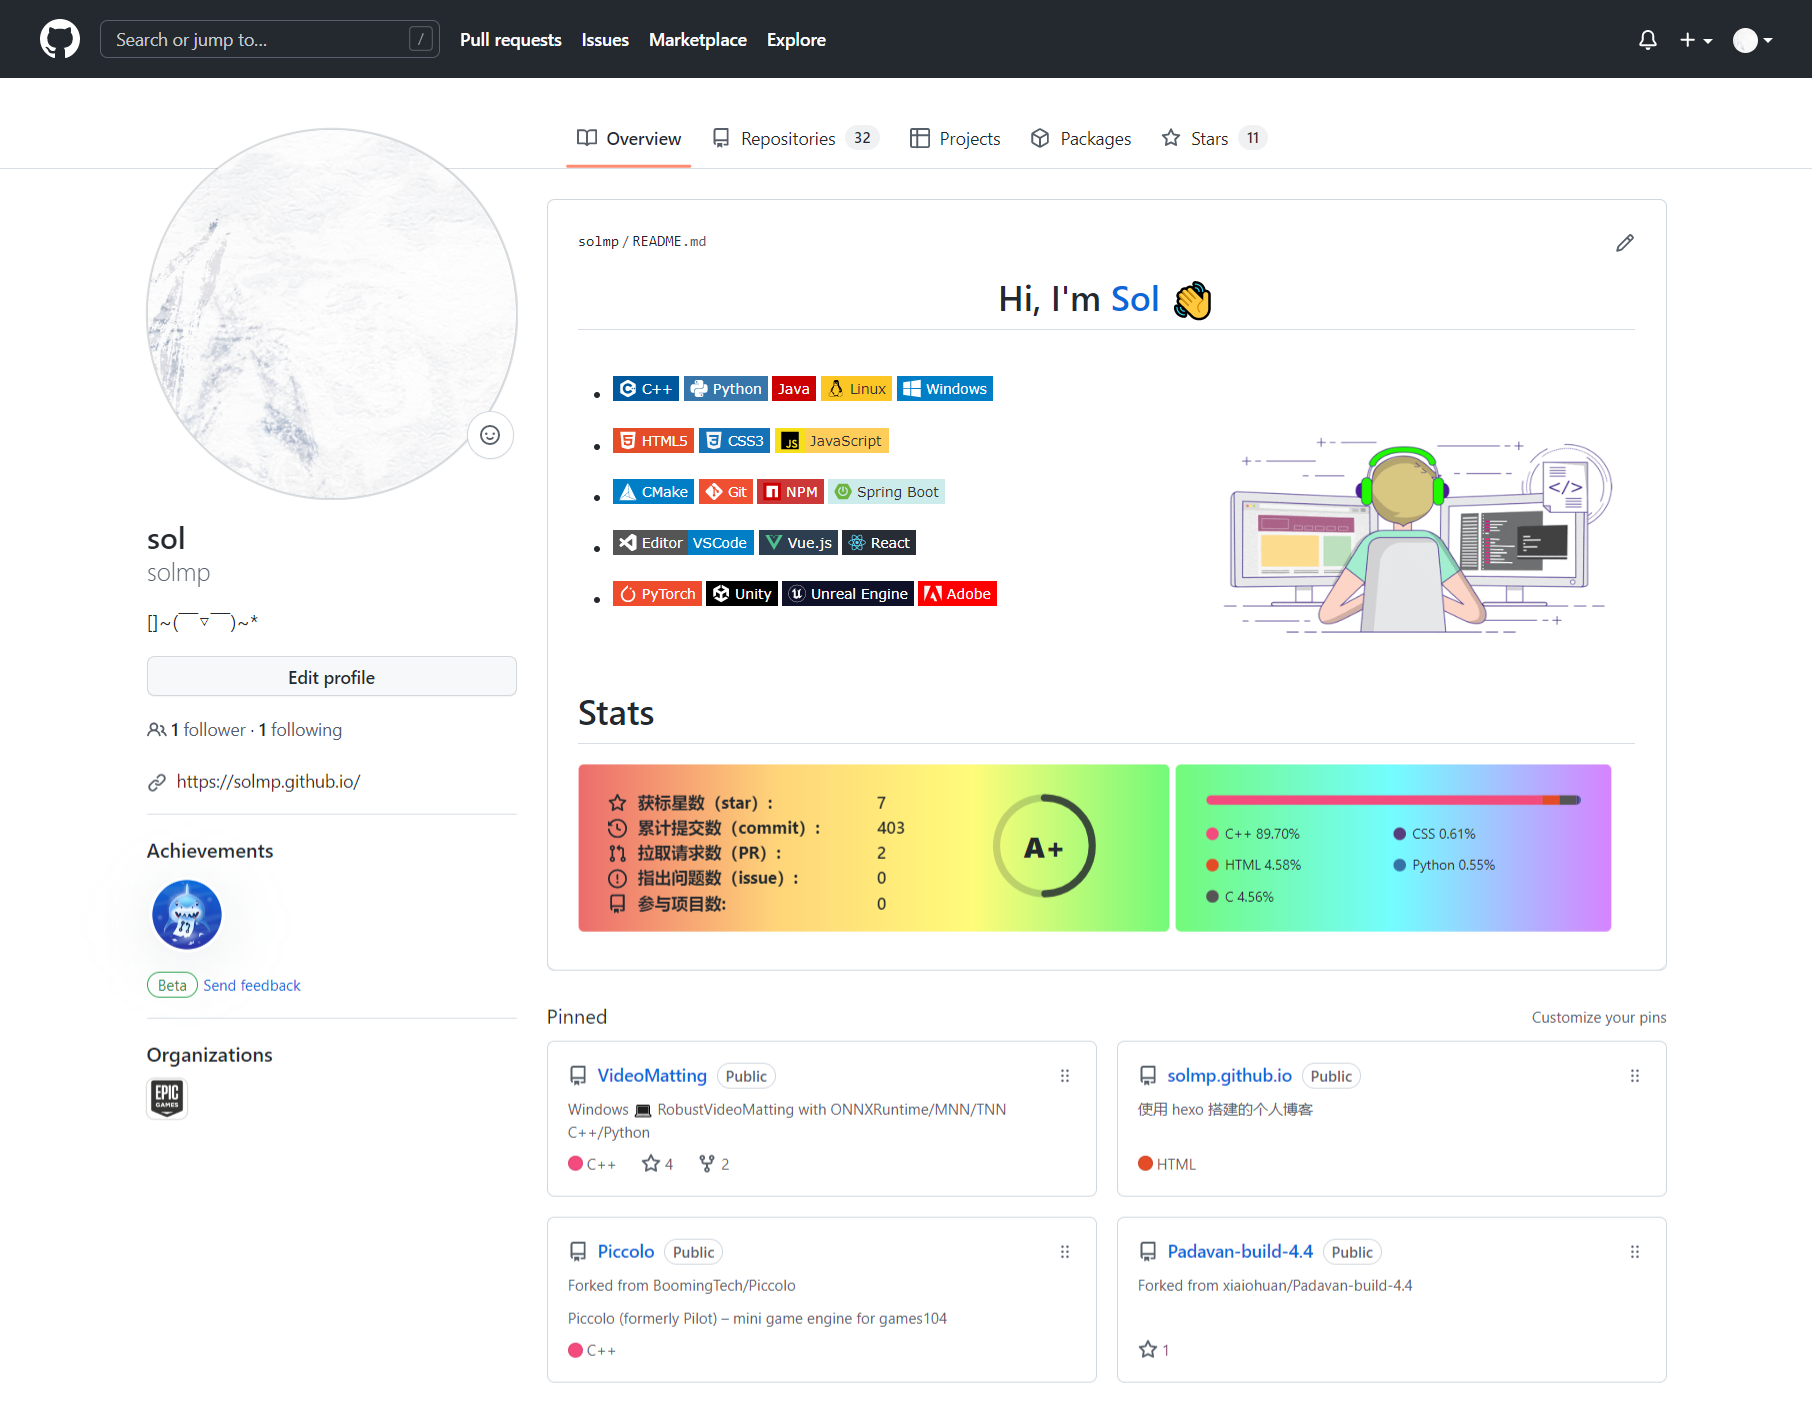 Search or jump to...
/
Pull requests
Issues
Marketplace
Explore
Overview
Repositories 32
Projects
Packages
Stars 11
sol
solmp
[]~(￣▽￣)~*
Edit profile
1 follower · 1 following
https://solmp.github.io/
Achievements
Beta Send feedback
Organizations
EPIC
GAMES
solmp / README.md
Hi, I'm Sol 👋
C++ Python Java Linux Windows
HTML5 CSS3 JS JavaScript
CMake Git NPM Spring Boot
Editor VSCode Vue.js React
PyTorch Unity Unreal Engine Adobe
</>
Stats
获标星数（star）: 7
累计提交数（commit）: 403
拉取请求数（PR）: 2
指出问题数（issue）: 0
参与项目数: 0
A+
C++ 89.70%
CSS 0.61%
HTML 4.58%
Python 0.55%
C 4.56%
Pinned
Customize your pins
VideoMatting Public
Windows 💻 RobustVideoMatting with ONNXRuntime/MNN/TNN
C++/Python
C++ 4 2
solmp.github.io Public
使用 hexo 搭建的个人博客
HTML
Piccolo Public
Forked from BoomingTech/Piccolo
Piccolo (formerly Pilot) – mini game engine for games104
C++
Padavan-build-4.4 Public
Forked from xiaiohuan/Padavan-build-4.4
1